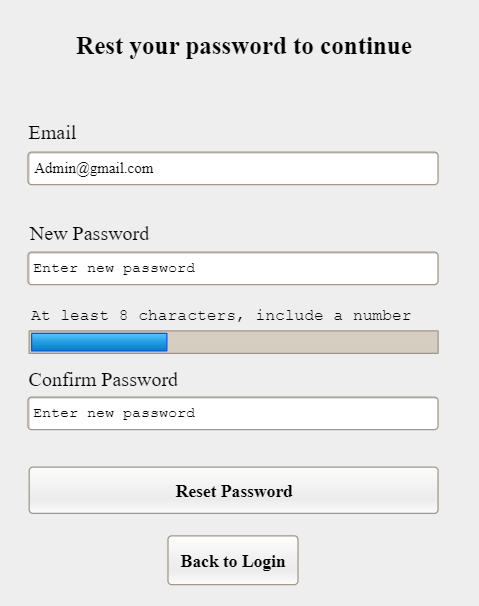 Rest your password to continue
Email
Admin@gmail.com
New Password
Enter new password
At least 8 characters, include a number
Confirm Password
Enter new password
Reset Password
Back to Login